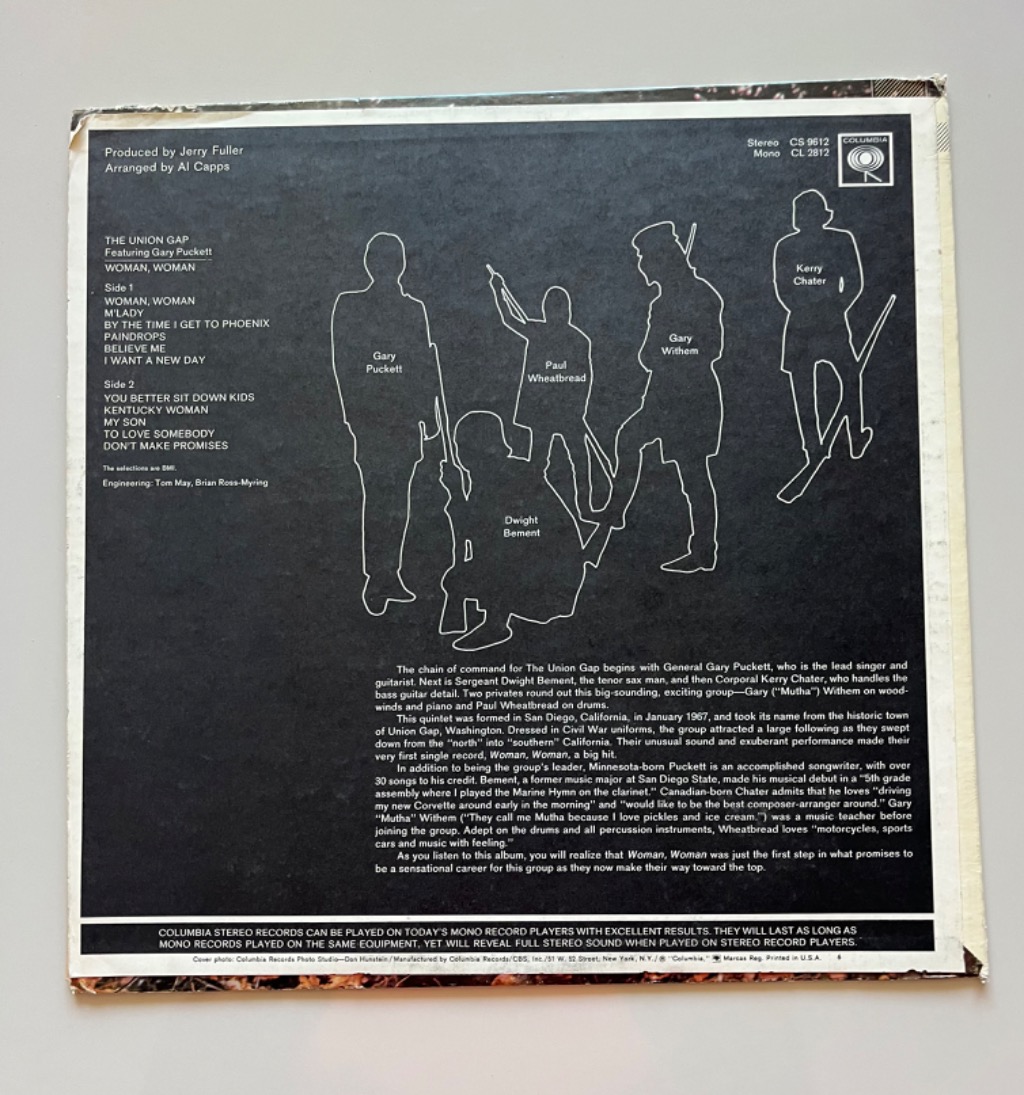 Produced by Jerry Fuller
Arranged by Al Capps
Stereo CS 9612
Mono CL 2812
COLUMBIA
THE UNION GAP
Featuring Gary Puckett
WOMAN, WOMAN
Side 1
WOMAN, WOMAN
M'LADY
BY THE TIME I GET TO PHOENIX
PAINDROPS
BELIEVE ME
I WANT A NEW DAY
Side 2
YOU BETTER SIT DOWN KIDS
KENTUCKY WOMAN
MY SON
TO LOVE SOMEBODY
DON'T MAKE PROMISES
The selections are BMI.
Engineering: Tom May, Brian Ross-Myring
Gary
Puckett
Paul
Wheatbread
Gary
Withem
Kerry
Chater
Dwight
Bement
The chain of command for The Union Gap begins with General Gary Puckett, who is the lead singer and
guitarist. Next is Sergeant Dwight Bement, the tenor sax man, and then Corporal Kerry Chater, who handles the
bass guitar detail. Two privates round out this big-sounding, exciting group—Gary ("Mutha") Withem on wood-
winds and piano and Paul Wheatbread on drums.
This quintet was formed in San Diego, California, in January 1967, and took its name from the historic town
of Union Gap, Washington. Dressed in Civil War uniforms, the group attracted a large following as they swept
down from the "north" into "southern" California. Their unusual sound and exuberant performance made their
very first single record, Woman, Woman, a big hit.
In addition to being the group's leader, Minnesota-born Puckett is an accomplished songwriter, with over
30 songs to his credit. Bement, a former music major at San Diego State, made his musical debut in a "5th grade
assembly where I played the Marine Hymn on the clarinet." Canadian-born Chater admits that he loves "driving
my new Corvette around early in the morning" and "would like to be the best composer-arranger around." Gary
"Mutha" Withem ("They call me Mutha because I love pickles and ice cream.") was a music teacher before
joining the group. Adept on the drums and all percussion instruments, Wheatbread loves "motorcycles, sports
cars and music with feeling."
As you listen to this album, you will realize that Woman, Woman was just the first step in what promises to
be a sensational career for this group as they now make their way toward the top.
COLUMBIA STEREO RECORDS CAN BE PLAYED ON TODAY'S MONO RECORD PLAYERS WITH EXCELLENT RESULTS. THEY WILL LAST AS LONG AS
MONO RECORDS PLAYED ON THE SAME EQUIPMENT, YET WILL REVEAL FULL STEREO SOUND WHEN PLAYED ON STEREO RECORD PLAYERS.
Cover photo: Columbia Records Photo Studio—Don Hunstein/Manufactured by Columbia Records/CBS, Inc./51 W. 52 Street, New York, N.Y./® "Columbia," Marcas Reg. Printed in U.S.A. 6